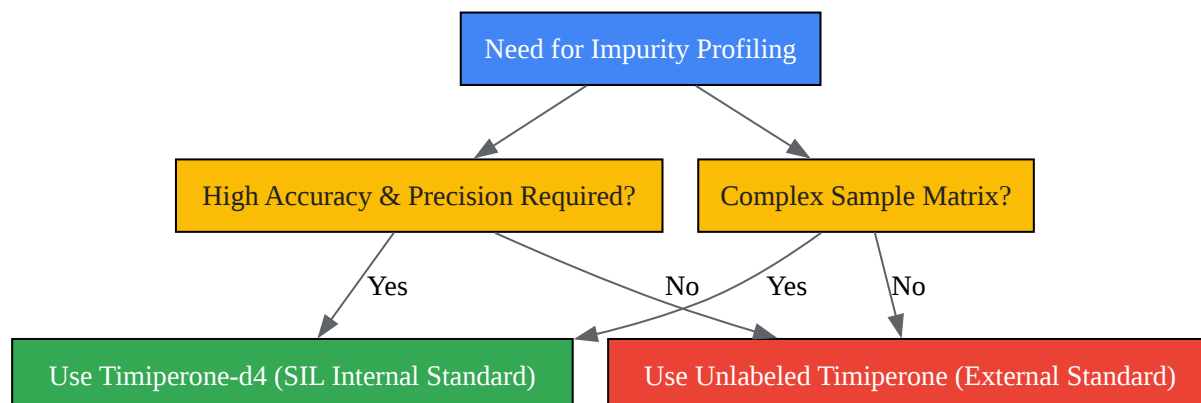 Need for Impurity Profiling
High Accuracy & Precision Required?
Complex Sample Matrix?
Yes
No
Yes
No
Use Timiperone-d4 (SIL Internal Standard)
Use Unlabeled Timiperone (External Standard)